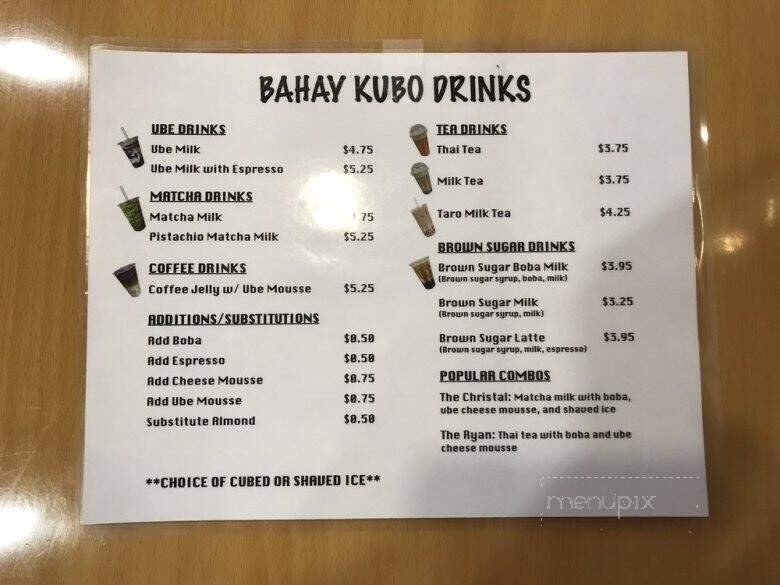 BAHAY KUBO DRINKS
UBE DRINKS
Ube Milk $4.75
Ube Milk with Espresso $5.25
MATCHA DRINKS
Matcha Milk .75
Pistachio Matcha Milk $5.25
COFFEE DRINKS
Coffee Jelly w/ Ube Mousse $5.25
ADDITIONS/SUBSTITUTIONS
Add Boba $0.50
Add Espresso $0.50
Add Cheese Mousse $0.75
Add Ube Mousse $0.75
Substitute Almond $0.50
**CHOICE OF CUBED OR SHAVED ICE**
TEA DRINKS
Thai Tea $3.75
Milk Tea $3.75
Taro Milk Tea $4.25
BROWN SUGAR DRINKS
Brown Sugar Boba Milk $3.95
(Brown sugar syrup, boba, milk)
Brown Sugar Milk $3.25
(Brown sugar syrup, milk)
Brown Sugar Latte $3.95
(Brown sugar syrup, milk, espresso)
POPULAR COMBOS
The Christal: Matcha milk with boba,
ube cheese mousse, and shaved ice
The Ryan: Thai tea with boba and ube
cheese mousse
menupix